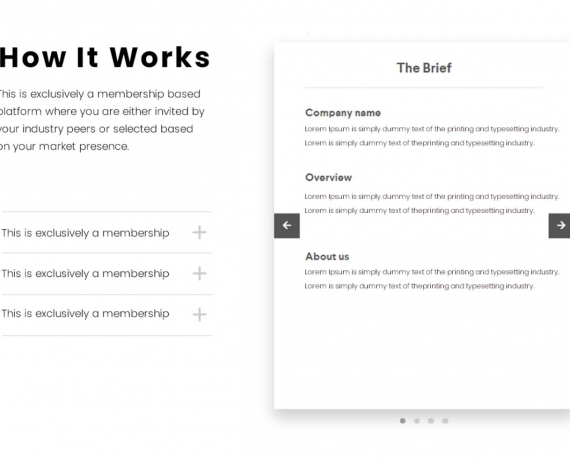 How It Works
This is exclusively a membership based
platform where you are either invited by
your industry peers or selected based
on your market presence.
This is exclusively a membership
This is exclusively a membership
This is exclusively a membership
The Brief
Company name
Lorem Ipsum is simply dummy text of the printing and typesetting industry.
Lorem ipsum is simply dummy text of theprinting and typesetting industry.
Overview
Lorem Ipsum is simply dummy text of the printing and typesetting industry.
Lorem ipsum is simply dummy text of theprinting and typesetting industry.
About us
Lorem Ipsum is simply dummy text of the printing and typesetting industry.
Lorem ipsum is simply dummy text of theprinting and typesetting industry.